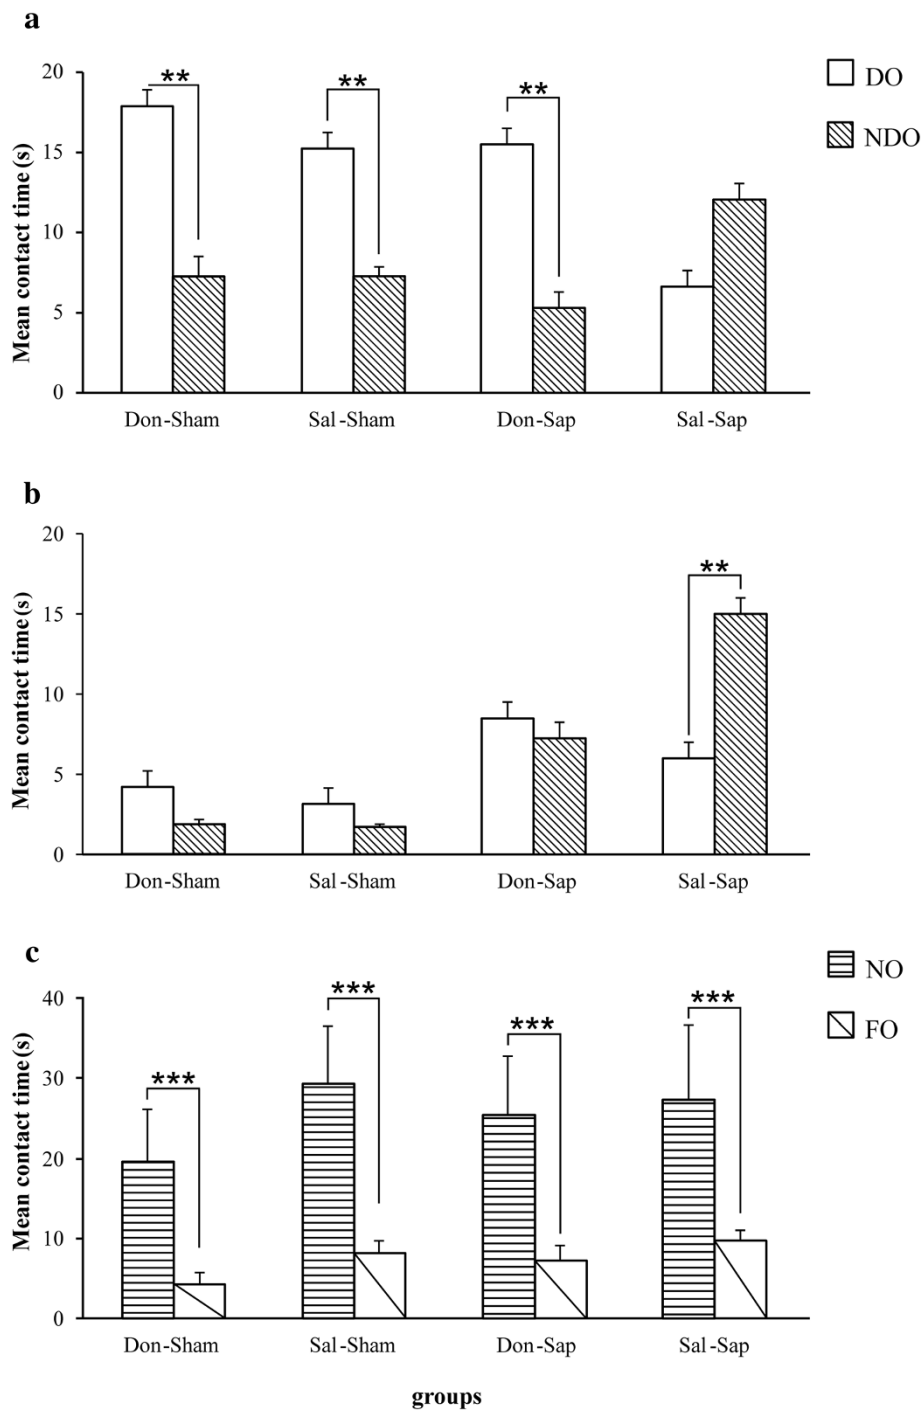 a
DO
NDO
Mean contact time(s)
20
15
10
5
0
**
**
**
Don-Sham
Sal-Sham
Don-Sap
Sal-Sap
b
Mean contact time(s)
20
15
10
5
0
**
Don-Sham
Sal-Sham
Don-Sap
Sal-Sap
c
NO
FO
Mean contact time(s)
40
30
20
10
0
***
***
***
***
Don-Sham
Sal-Sham
Don-Sap
Sal-Sap
groups